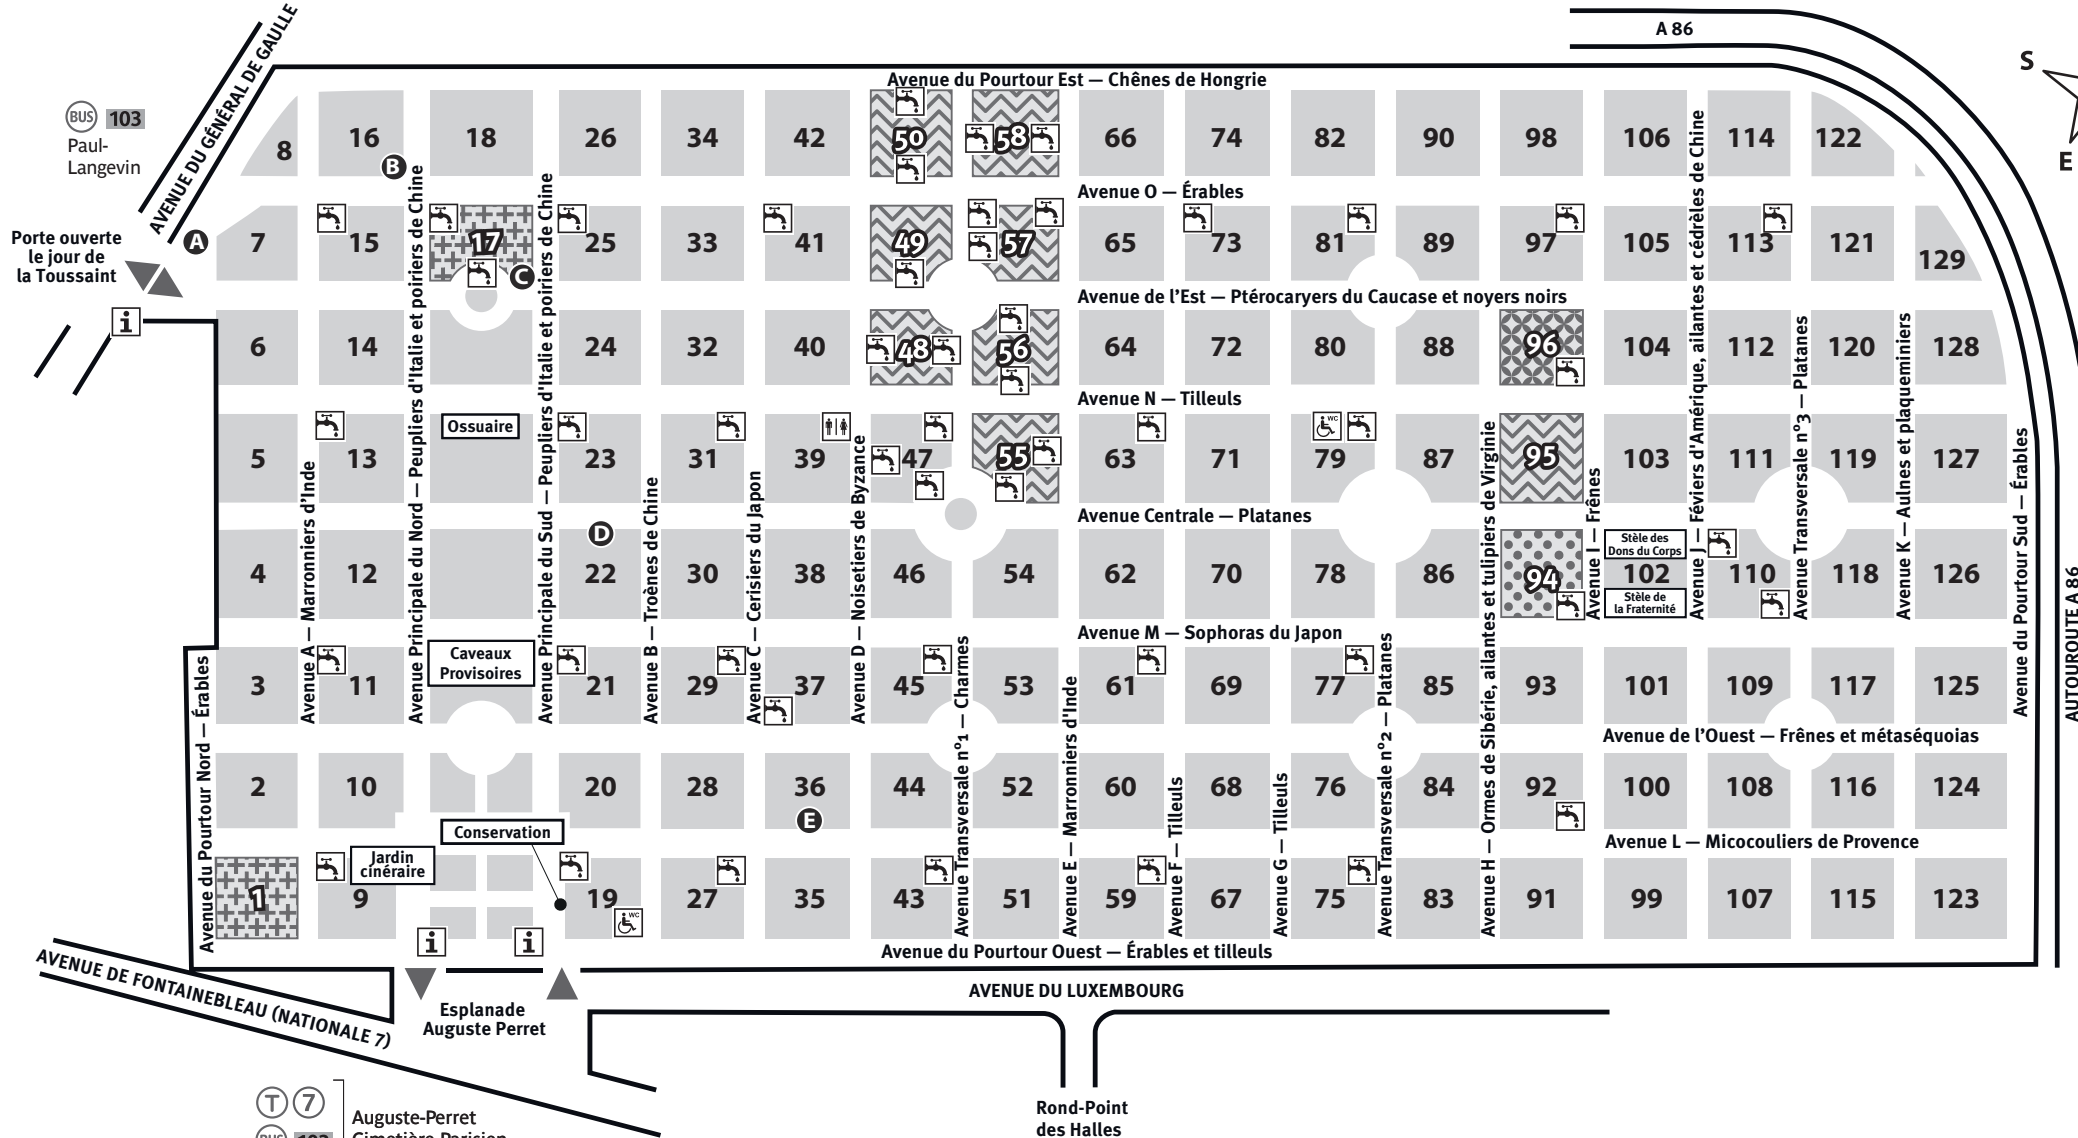 A 86
AVENUE DU GÉNÉRAL DE GAULLE
S
E
Avenue du Pourtour Est — Chênes de Hongrie
BUS 103
Paul-
Langevin
8 16 18 26 34 42 50 58 66 74 82 90 98 106 114 122
B
Avenue O — Érables
Porte ouverte
le jour de
la Toussaint
A
7 15 17 25 33 41 49 57 65 73 81 89 97 105 113 121 129
C
Avenue de l'Est — Ptérocaryers du Caucase et noyers noirs
i
6 14 24 32 40 48 56 64 72 80 88 96 104 112 120 128
Avenue N — Tilleuls
Ossuaire
WC
5 13 23 31 39 47 55 63 71 79 87 95 103 111 119 127
Avenue Centrale — Platanes
D
Stèle des
Dons du Corps
4 12 22 30 38 46 54 62 70 78 86 94 102 110 118 126
Stèle de
la Fraternité
Avenue M — Sophoras du Japon
Caveaux
Provisoires
3 11 21 29 37 45 53 61 69 77 85 93 101 109 117 125
Avenue de l'Ouest — Frênes et métaséquoias
2 10 20 28 36 44 52 60 68 76 84 92 100 108 116 124
E
Conservation
Avenue L — Micocouliers de Provence
Jardin
cinéraire
1 9 19 27 35 43 51 59 67 75 83 91 99 107 115 123
WC
i i
Avenue du Pourtour Ouest — Érables et tilleuls
Avenue du Pourtour Nord — Érables
Avenue A — Marronniers d'Inde
Avenue Principale du Nord — Peupliers d'Italie et poiriers de Chine
Avenue Principale du Sud — Peupliers d'Italie et poiriers de Chine
Avenue B — Troènes de Chine
Avenue C — Cerisiers du Japon
Avenue D — Noisetiers de Byzance
Avenue Transversale n°1 — Charmes
Avenue E — Marronniers d'Inde
Avenue F — Tilleuls
Avenue G — Tilleuls
Avenue Transversale n°2 — Platanes
Avenue H — Ormes de Sibérie, ailantes et tulipiers de Virginie
Avenue I — Frênes
Avenue J — Féviers d'Amérique, ailantes et cédrèles de Chine
Avenue Transversale n°3 — Platanes
Avenue K — Aulnes et plaqueminiers
Avenue du Pourtour Sud — Érables
AUTOROUTE A 86
AVENUE DE FONTAINEBLEAU (NATIONALE 7)
AVENUE DU LUXEMBOURG
Esplanade
Auguste Perret
T 7
Auguste-Perret
BUS
Cimetière Parisien
Rond-Point
des Halles